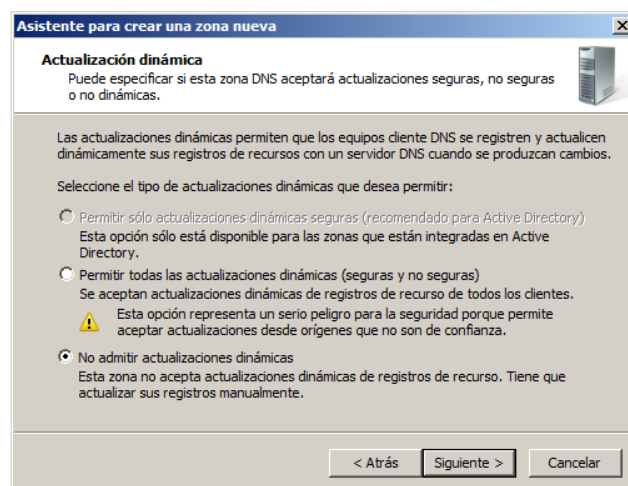 Asistente para crear una zona nueva
Actualización dinámica
Puede especificar si esta zona DNS aceptará actualizaciones seguras, no seguras
o no dinámicas.
Las actualizaciones dinámicas permiten que los equipos cliente DNS se registren y actualicen
dinámicamente sus registros de recursos con un servidor DNS cuando se produzcan cambios.
Seleccione el tipo de actualizaciones dinámicas que desea permitir:
Permitir sólo actualizaciones dinámicas seguras (recomendado para Active Directory)
Esta opción sólo está disponible para las zonas que están integradas en Active
Directory.
Permitir todas las actualizaciones dinámicas (seguras y no seguras)
Se aceptan actualizaciones dinámicas de registros de recurso de todos los clientes.
Esta opción representa un serio peligro para la seguridad porque permite
aceptar actualizaciones desde orígenes que no son de confianza.
No admitir actualizaciones dinámicas
Esta zona no acepta actualizaciones dinámicas de registros de recurso. Tiene que
actualizar sus registros manualmente.
< Atrás Siguiente > Cancelar